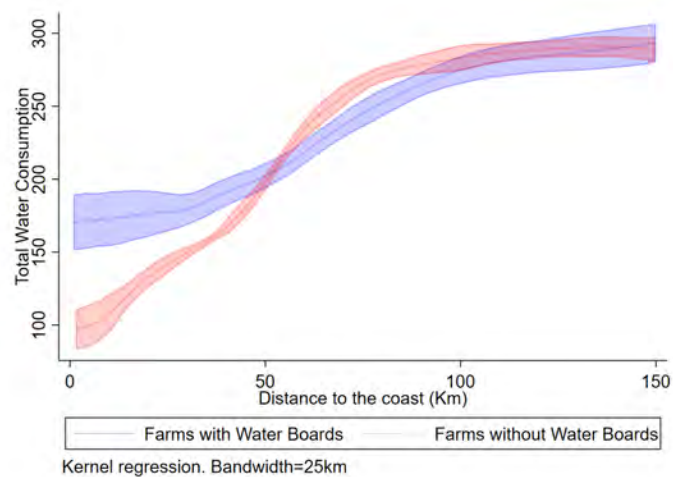 300
250
200
150
100
Total Water Consumption
0 50 100 150
Distance to the coast (Km)
Farms with Water Boards Farms without Water Boards
Kernel regression. Bandwidth=25km